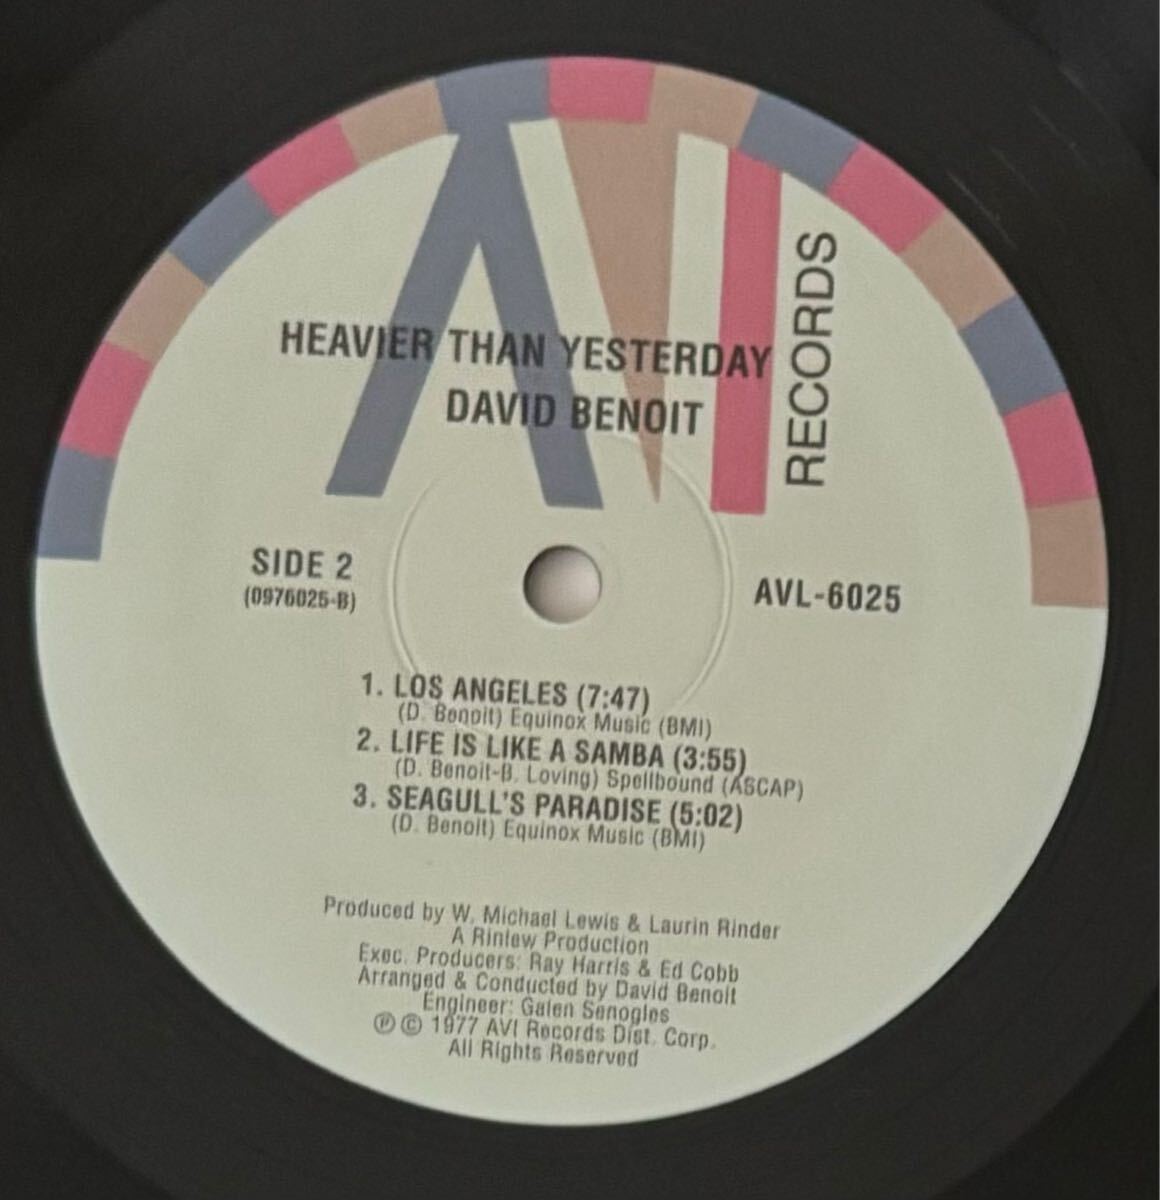 AVI
RECORDS
HEAVIER THAN YESTERDAY
DAVID BENOIT
SIDE 2
(0976025-B)
AVL-6025
1. LOS ANGELES (7:47)
(D. Benoit) Equinox Music (BMI)
2. LIFE IS LIKE A SAMBA (3:55)
(D. Benoit-B. Loving) Spellbound (ASCAP)
3. SEAGULL'S PARADISE (5:02)
(D. Benoit) Equinox Music (BMI)
Produced by W. Michael Lewis & Laurin Rinder
A Rinlew Production
Exec. Producers: Ray Harris & Ed Cobb
Arranged & Conducted by David Benoit
Engineer: Galen Senogles
℗ © 1977 AVI Records Dist. Corp.
All Rights Reserved